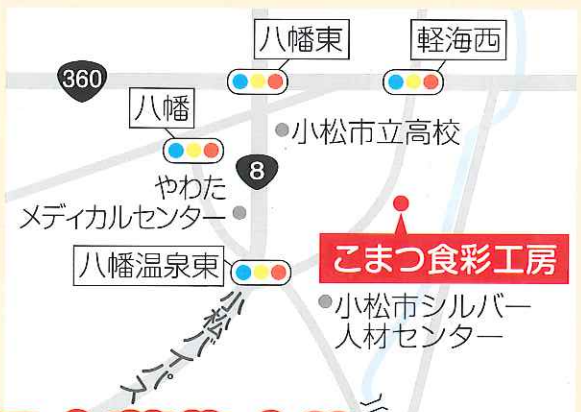 八幡東
軽海西
360
八幡
小松市立高校
8
やわた
メディカルセンター
こまつ食彩工房
八幡温泉東
小松市シルバー
人材センター
小松バイパス